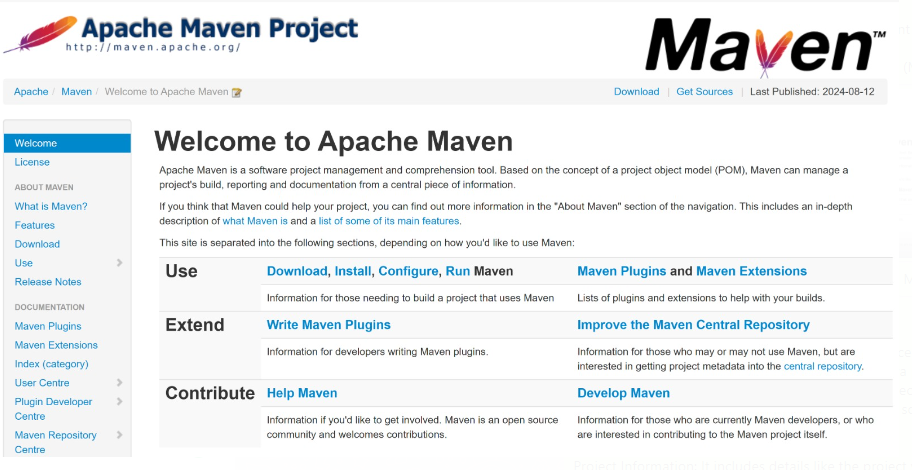 Apache Maven Project
http://maven.apache.org/
Maven™
Apache / Maven / Welcome to Apache Maven
Download | Get Sources | Last Published: 2024-08-12
Welcome
License
ABOUT MAVEN
What is Maven?
Features
Download
Use
Release Notes
DOCUMENTATION
Maven Plugins
Maven Extensions
Index (category)
User Centre
Plugin Developer
Centre
Maven Repository
Centre
Welcome to Apache Maven
Apache Maven is a software project management and comprehension tool. Based on the concept of a project object model (POM), Maven can manage a
project's build, reporting and documentation from a central piece of information.
If you think that Maven could help your project, you can find out more information in the "About Maven" section of the navigation. This includes an in-depth
description of what Maven is and a list of some of its main features.
This site is separated into the following sections, depending on how you'd like to use Maven:
Use
Download, Install, Configure, Run Maven
Maven Plugins and Maven Extensions
Information for those needing to build a project that uses Maven
Lists of plugins and extensions to help with your builds.
Extend
Write Maven Plugins
Improve the Maven Central Repository
Information for developers writing Maven plugins.
Information for those who may or may not use Maven, but are
interested in getting project metadata into the central repository.
Contribute
Help Maven
Develop Maven
Information if you'd like to get involved. Maven is an open source
community and welcomes contributions.
Information for those who are currently Maven developers, or who
are interested in contributing to the Maven project itself.